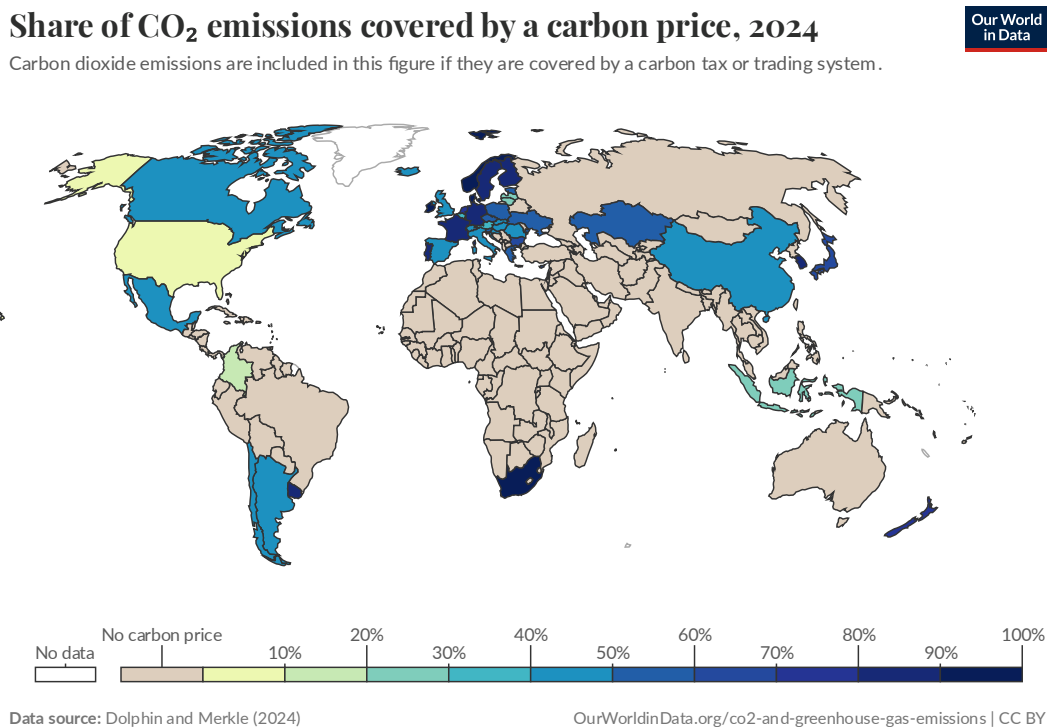 Share of CO₂ emissions covered by a carbon price, 2024
Our World
in Data
Carbon dioxide emissions are included in this figure if they are covered by a carbon tax or trading system.
No carbon price 20% 40% 60% 80% 100%
No data 10% 30% 50% 70% 90%
Data source: Dolphin and Merkle (2024)
OurWorldinData.org/co2-and-greenhouse-gas-emissions | CC BY